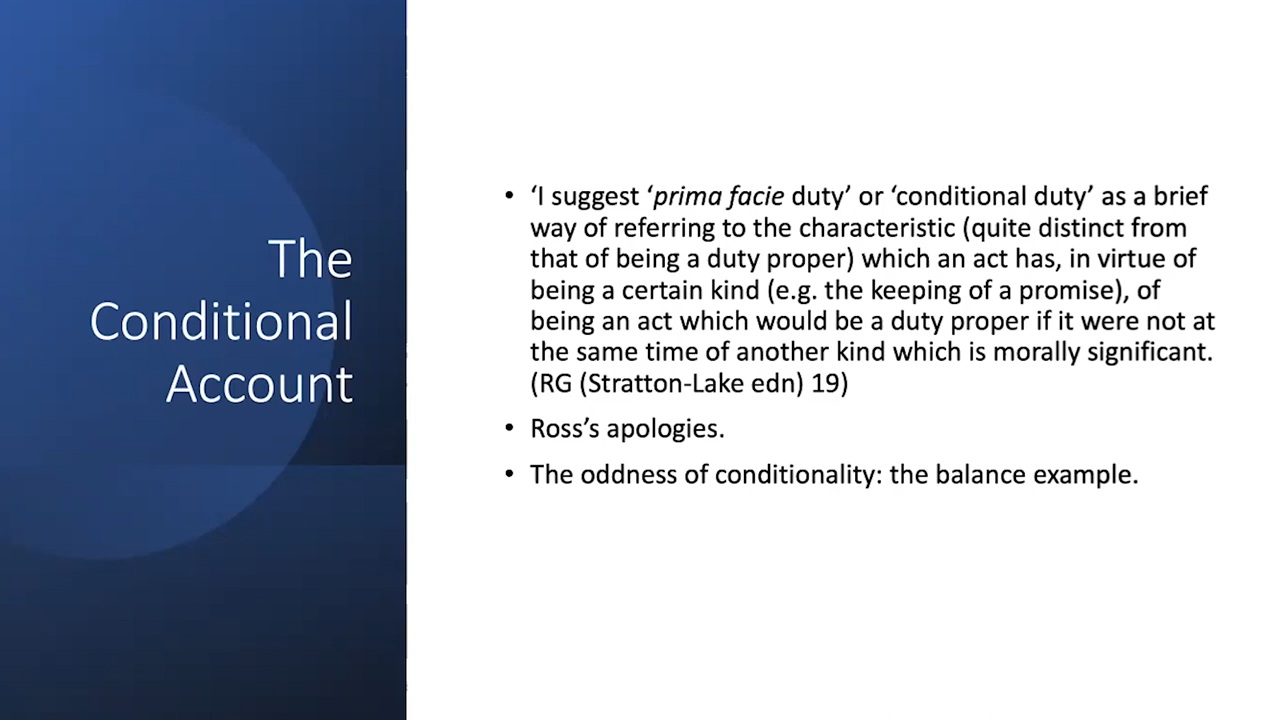 The
Conditional
Account
• ‘I suggest ‘prima facie duty’ or ‘conditional duty’ as a brief
way of referring to the characteristic (quite distinct from
that of being a duty proper) which an act has, in virtue of
being a certain kind (e.g. the keeping of a promise), of
being an act which would be a duty proper if it were not at
the same time of another kind which is morally significant.
(RG (Stratton-Lake edn) 19)
• Ross’s apologies.
• The oddness of conditionality: the balance example.